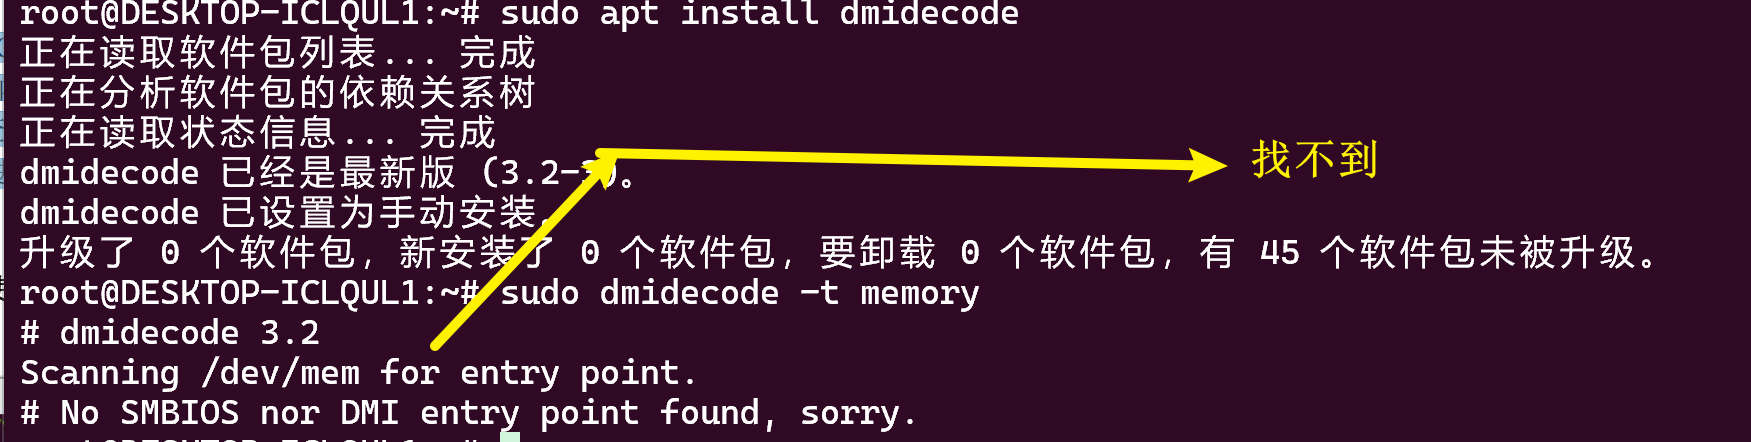 root@DESKTOP-ICLQUL1:~# sudo apt install dmidecode
正在读取软件包列表... 完成
正在分析软件包的依赖关系树
正在读取状态信息... 完成
找不到
dmidecode 已经是最新版 (3.2-3)。
dmidecode 已设置为手动安装。
升级了 0 个软件包，新安装了 0 个软件包，要卸载 0 个软件包，有 45 个软件包未被升级。
root@DESKTOP-ICLQUL1:~# sudo dmidecode -t memory
# dmidecode 3.2
Scanning /dev/mem for entry point.
# No SMBIOS nor DMI entry point found, sorry.